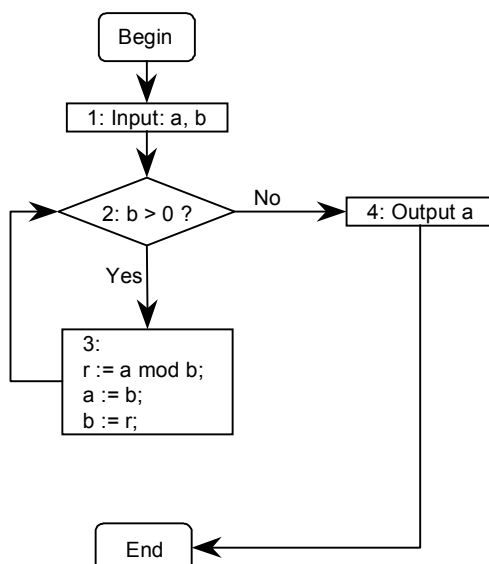 Begin
1: Input: a, b
2: b > 0 ?
No
4: Output a
Yes
3:
r := a mod b;
a := b;
b := r;
End